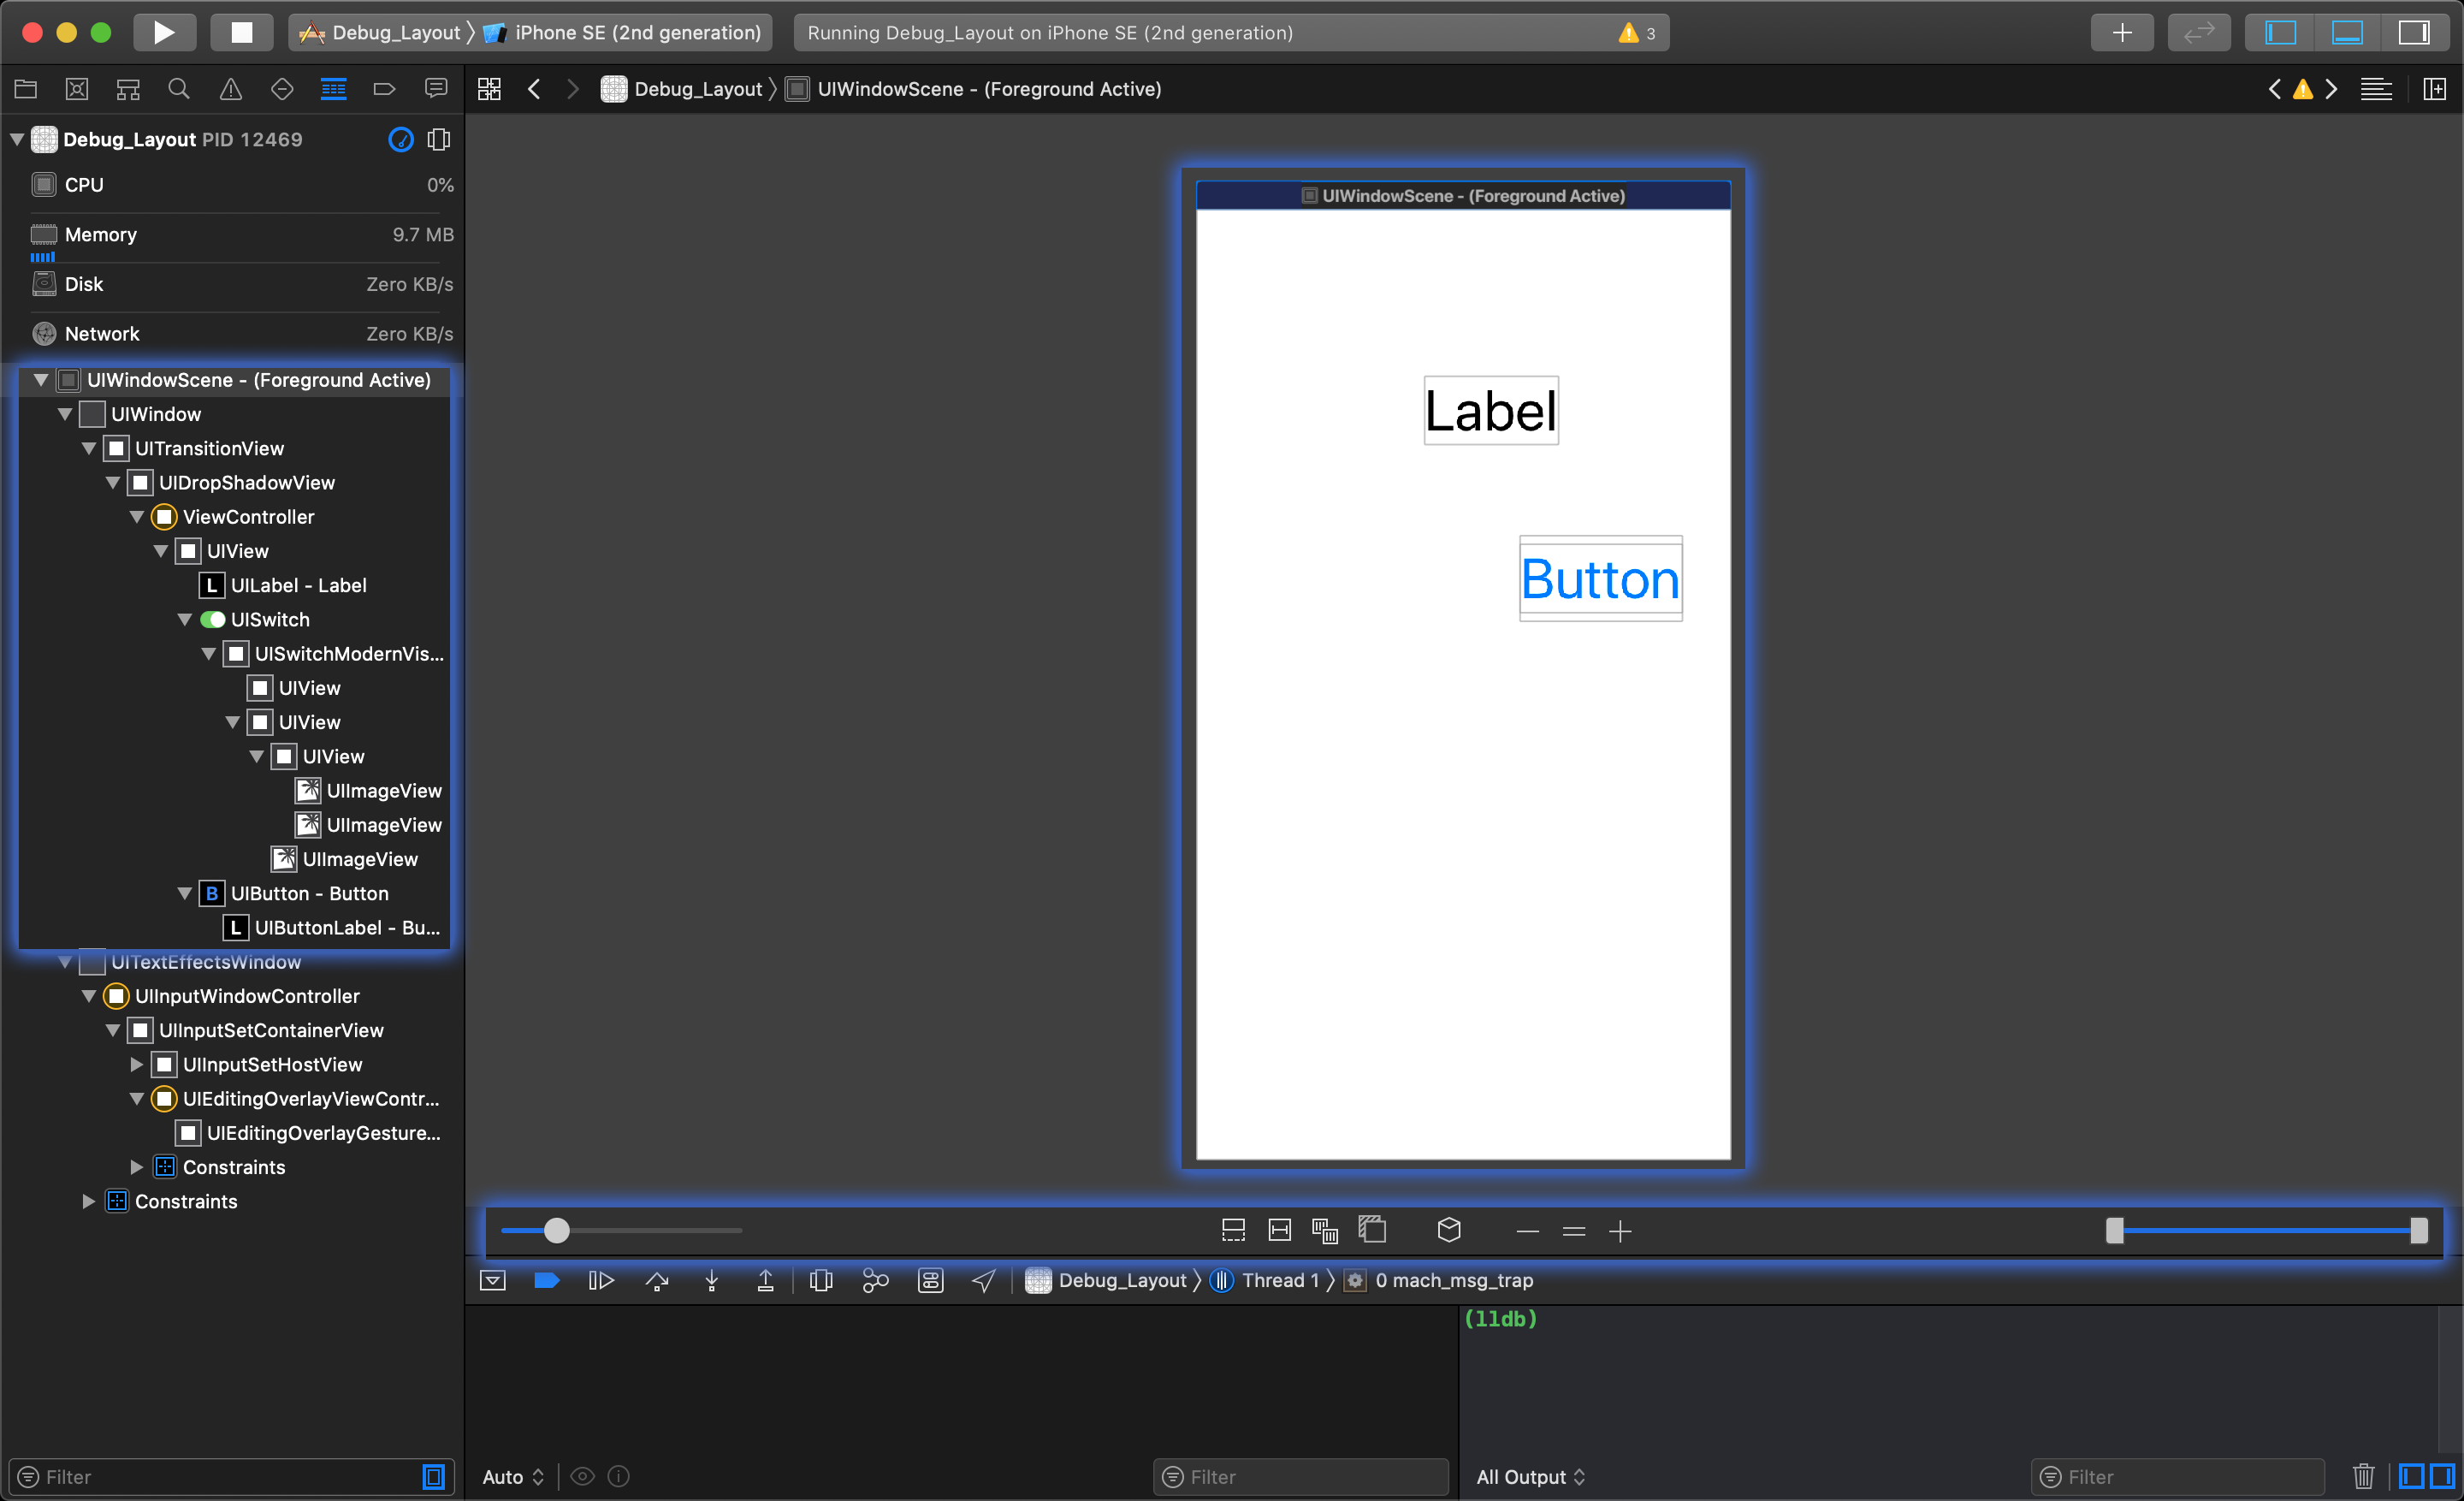 Debug_Layout 〉 iPhone SE (2nd generation)
Running Debug_Layout on iPhone SE (2nd generation)
3
Debug_Layout 〉 UIWindowScene - (Foreground Active)
Debug_Layout PID 12469
CPU 0%
Memory 9.7 MB
Disk Zero KB/s
Network Zero KB/s
UIWindowScene - (Foreground Active)
UIWindow
UITransitionView
UIDropShadowView
ViewController
UIView
L UILabel - Label
UISwitch
UISwitchModernVis...
UIView
UIView
UIView
UIImageView
UIImageView
UIImageView
B UIButton - Button
L UIButtonLabel - Bu...
UITextEffectsWindow
UIInputWindowController
UIInputSetContainerView
UIInputSetHostView
UIEditingOverlayViewContr...
UIEditingOverlayGesture...
Constraints
Constraints
Filter
UIWindowScene - (Foreground Active)
Label
Button
Debug_Layout 〉 Thread 1 〉 0 mach_msg_trap
(lldb)
Auto
Filter
All Output
Filter